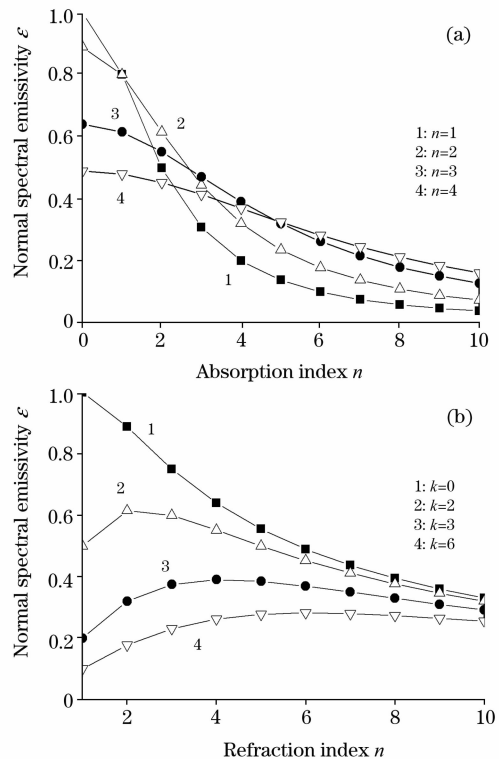 Normal spectral emissivity ε
1.0
0.8
0.6
0.4
0.2
0
(a)
3
2
4
1
1: n=1
2: n=2
3: n=3
4: n=4
0 2 4 6 8 10
Absorption index n
Normal spectral emissivity ε
1.0
0.8
0.6
0.4
0.2
0
(b)
1
2
3
4
1: k=0
2: k=2
3: k=3
4: k=6
2 4 6 8 10
Refraction index n